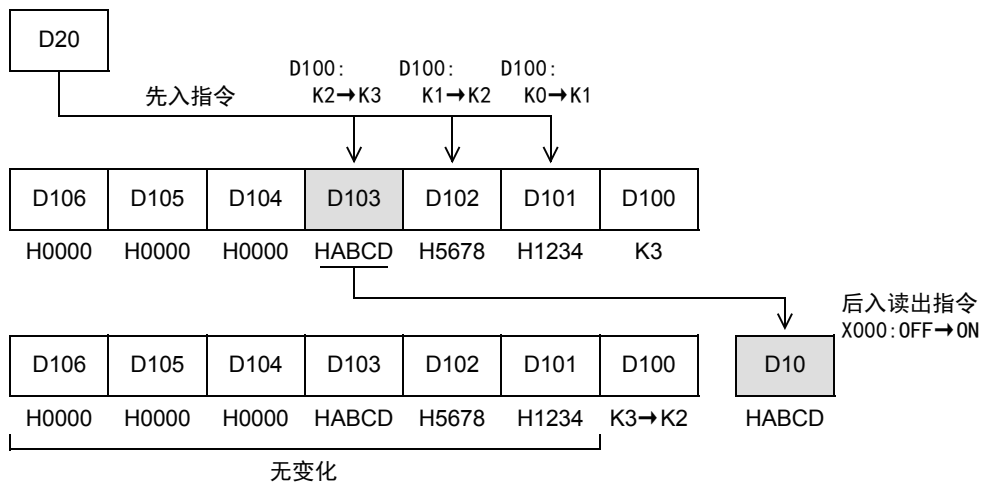 D20
D100: D100: D100:
先入指令 K2→K3 K1→K2 K0→K1
D106 D105 D104 D103 D102 D101 D100
H0000 H0000 H0000 HABCD H5678 H1234 K3
后入读出指令
X000:OFF→ON
D106 D105 D104 D103 D102 D101 D100 D10
H0000 H0000 H0000 HABCD H5678 H1234 K3→K2 HABCD
无变化